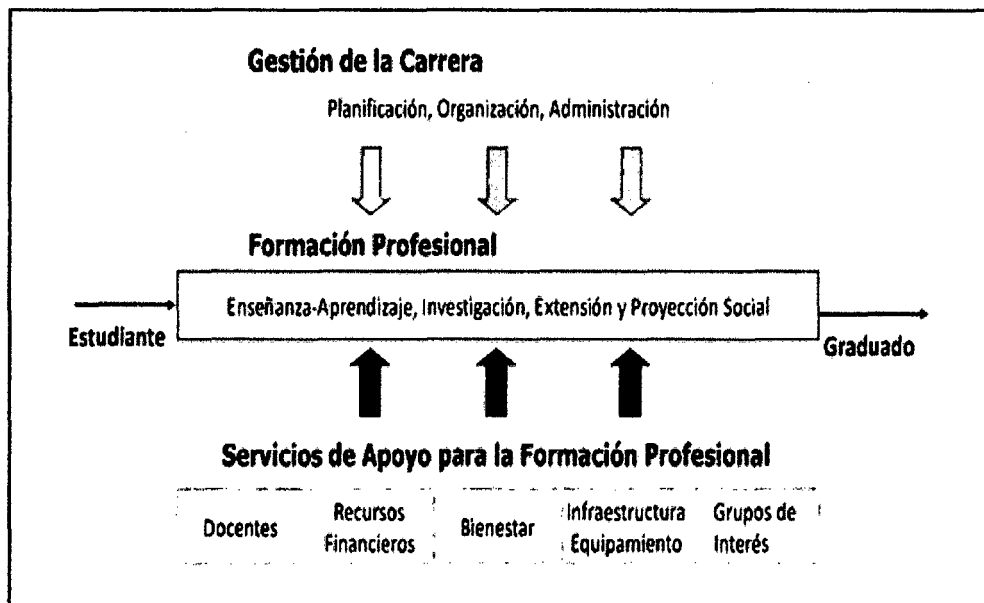 Gestión de la Carrera
Planificación, Organización, Administración
Formación Profesional
Enseñanza-Aprendizaje, Investigación, Extensión y Proyección Social
Estudiante
Graduado
Servicios de Apoyo para la Formación Profesional
Docentes
Recursos
Financieros
Bienestar
Infraestructura
Equipamiento
Grupos de
Interés